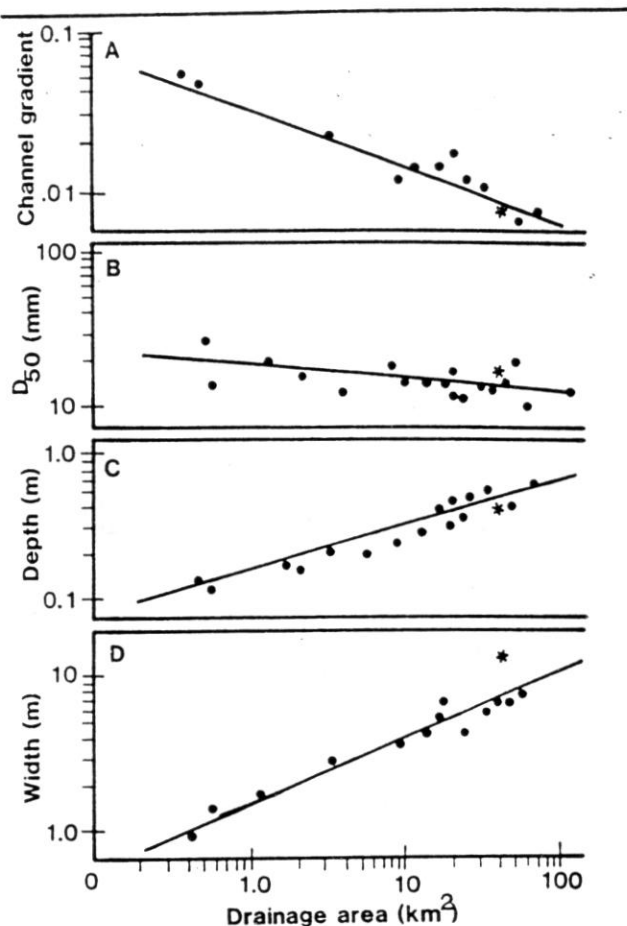 A
0.1
.01
Channel gradient
B
100
10
D50 (mm)
C
1.0
0.1
Depth (m)
D
10
1.0
Width (m)
0 1.0 10 100
Drainage area (km2)